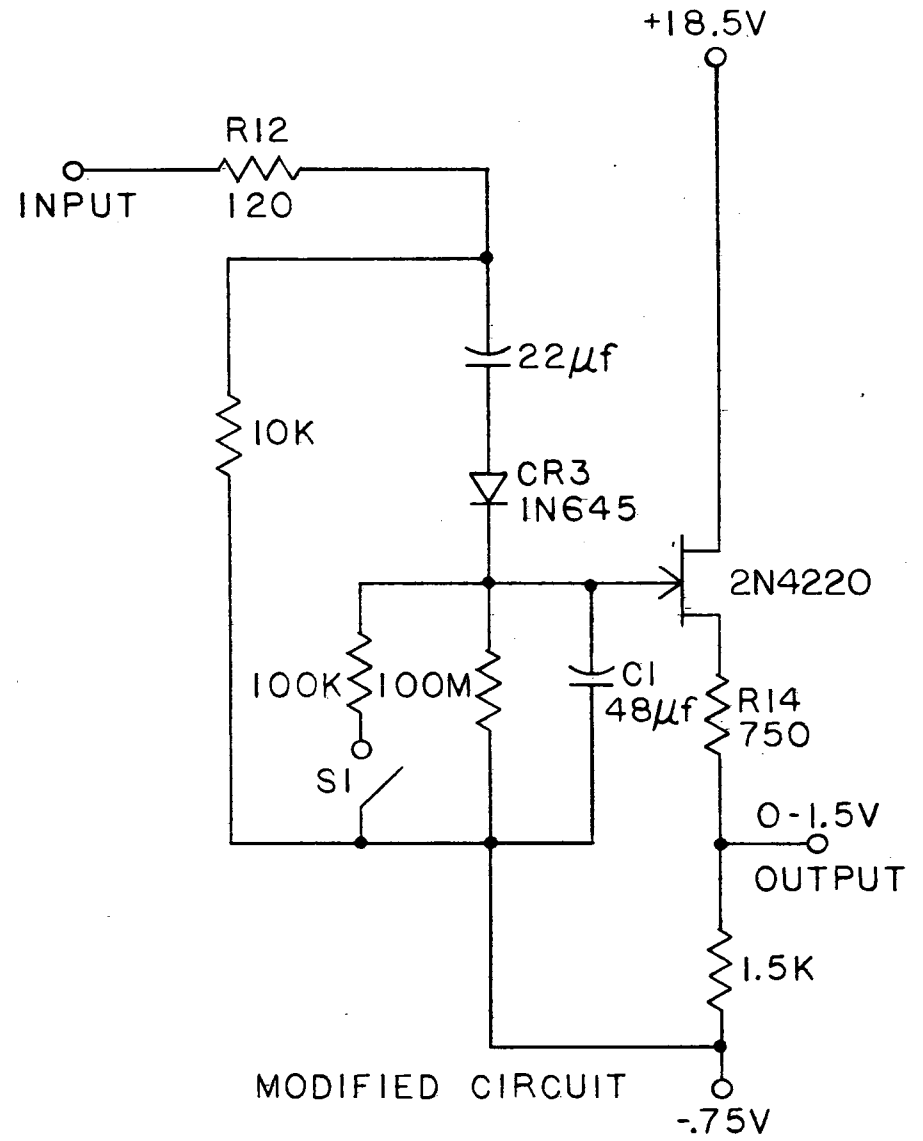 +18.5V
R12
120
INPUT
22μf
10K
CR3
1N645
2N4220
100K
100M
C1
48μf
R14
750
S1
0-1.5V
OUTPUT
1.5K
MODIFIED CIRCUIT
-.75V